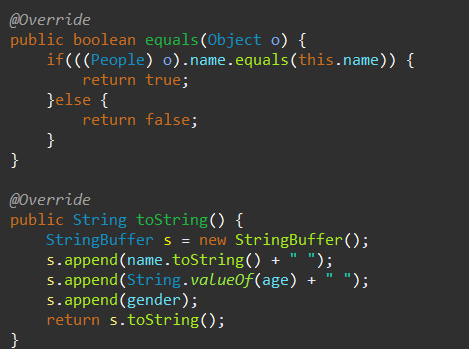 @Override
public boolean equals(Object o) {
    if(((People) o).name.equals(this.name)) {
        return true;
    }else {
        return false;
    }
}

@Override
public String toString() {
    StringBuffer s = new StringBuffer();
    s.append(name.toString() + " ");
    s.append(String.valueOf(age) + " ");
    s.append(gender);
    return s.toString();
}